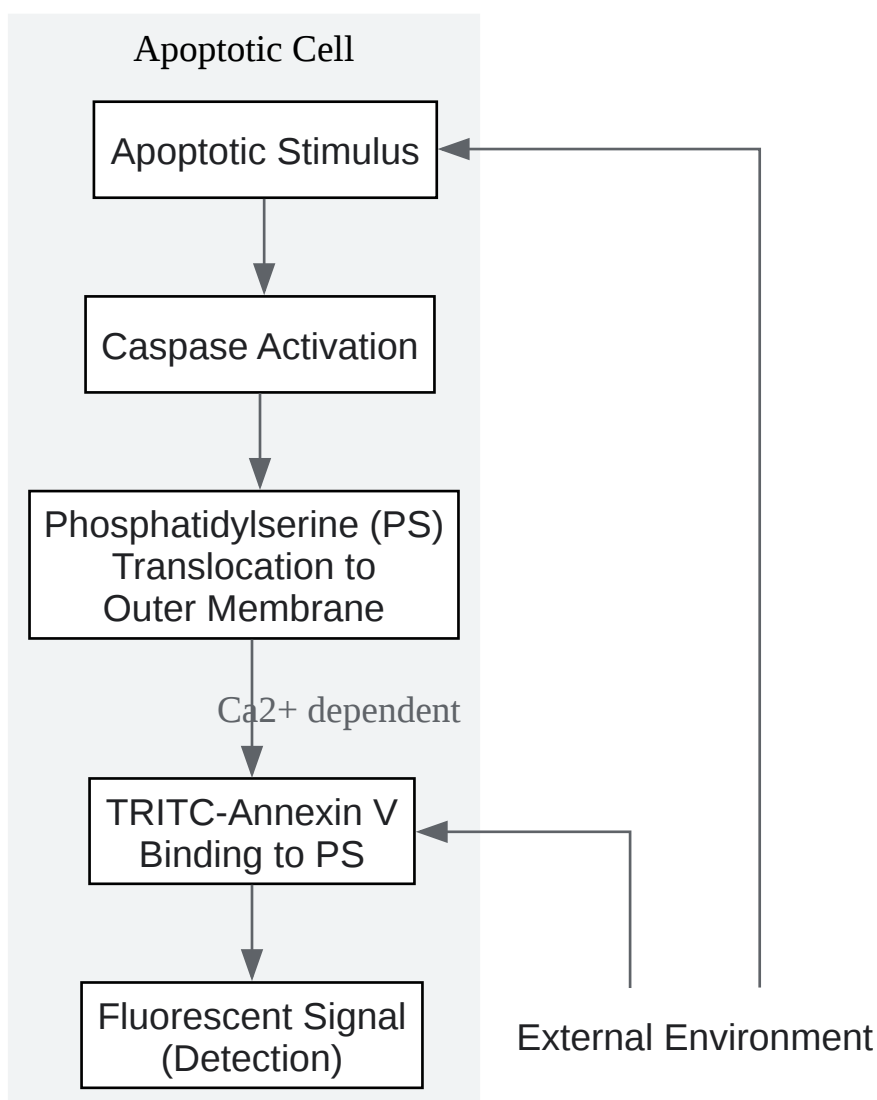 Apoptotic Cell
Apoptotic Stimulus
Caspase Activation
Phosphatidylserine (PS)
Translocation to
Outer Membrane
Ca2+ dependent
TRITC-Annexin V
Binding to PS
Fluorescent Signal
(Detection)
External Environment